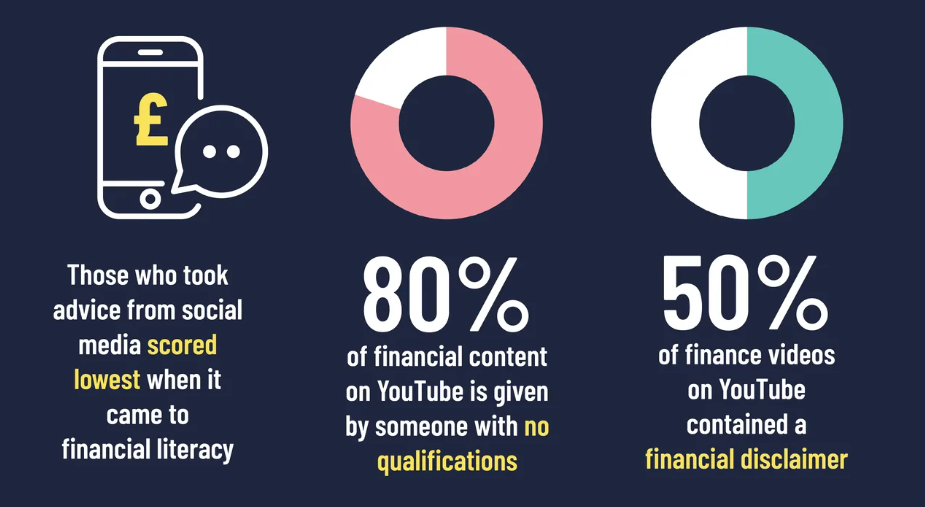 £
Those who took
advice from social
media scored
lowest when it
came to
financial literacy
80%
of financial content
on YouTube is given
by someone with no
qualifications
50%
of finance videos
on YouTube
contained a
financial disclaimer